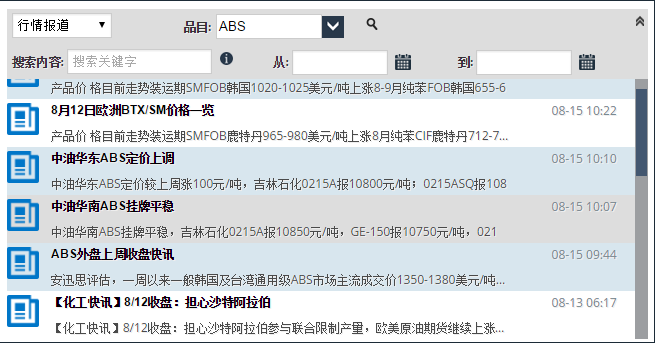 行情报道
品目:
ABS
搜索内容:
搜索关键字
从:
到:
产品价 格目前走势装运期SMFOB韩国1020-1025美元/吨上涨8-9月纯苯FOB韩国655-6
8月12日欧洲BTX/SM价格一览
08-15 10:22
产品价 格目前走势装运期SMFOB鹿特丹965-980美元/吨上涨8月纯苯CIF鹿特丹712-7...
中油华东ABS定价上调
08-15 10:10
中油华东ABS定价较上周涨100元/吨，吉林石化0215A报10800元/吨；0215ASQ报108
中油华南ABS挂牌平稳
08-15 10:07
中油华南ABS挂牌平稳，吉林石化0215A报10850元/吨，GE-150报10750元/吨，021
ABS外盘上周收盘快讯
08-15 09:44
安迅思评估，一周以来一般韩国及台湾通用级ABS市场主流成交价1350-1380美元/吨...
【化工快讯】8/12收盘：担心沙特阿拉伯
08-13 06:17
【化工快讯】8/12收盘：担心沙特阿拉伯参与联合限制产量，欧美原油期货继续上涨...